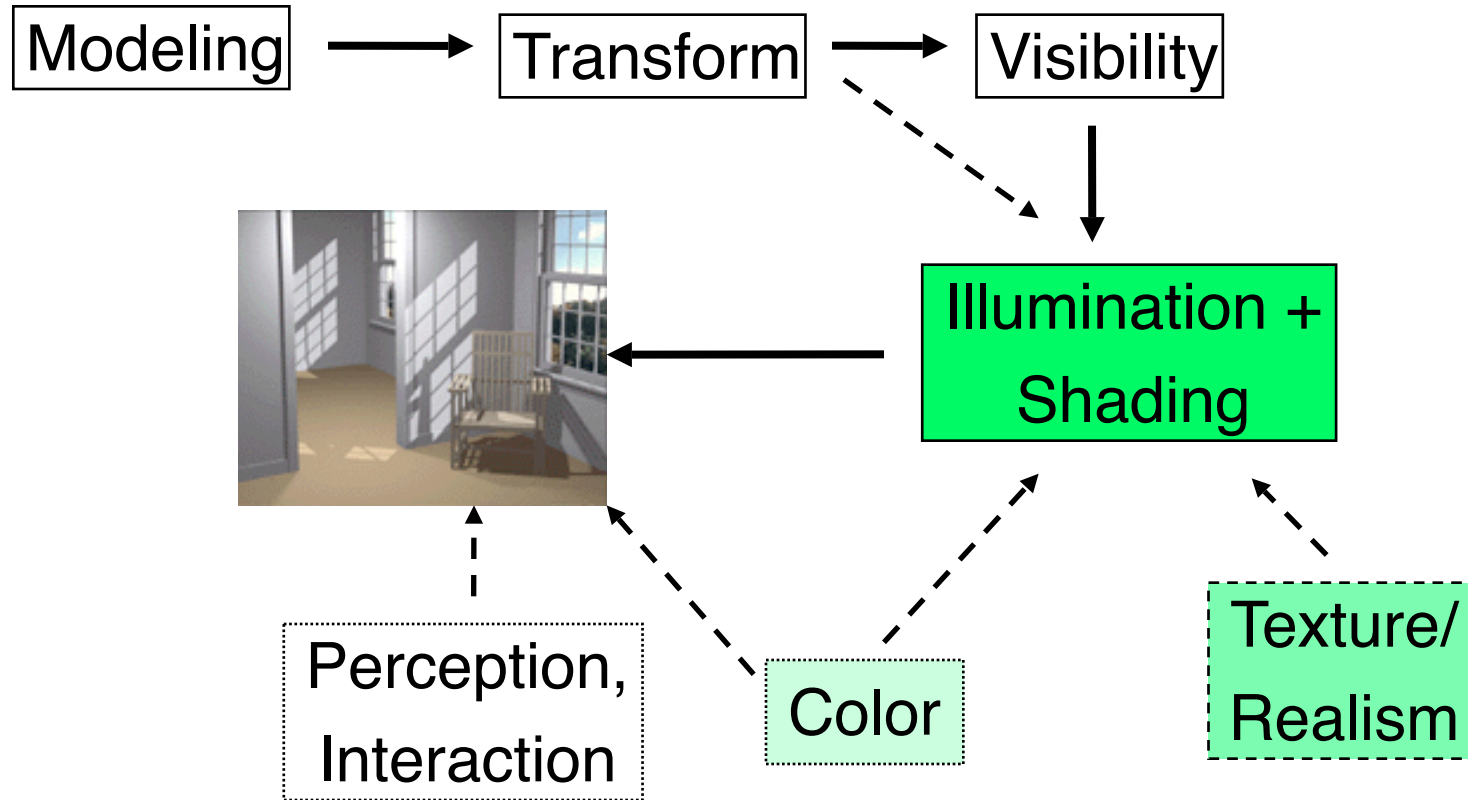 Modeling
Transform
Visibility
Illumination +
Shading
Perception,
Interaction
Color
Texture/
Realism